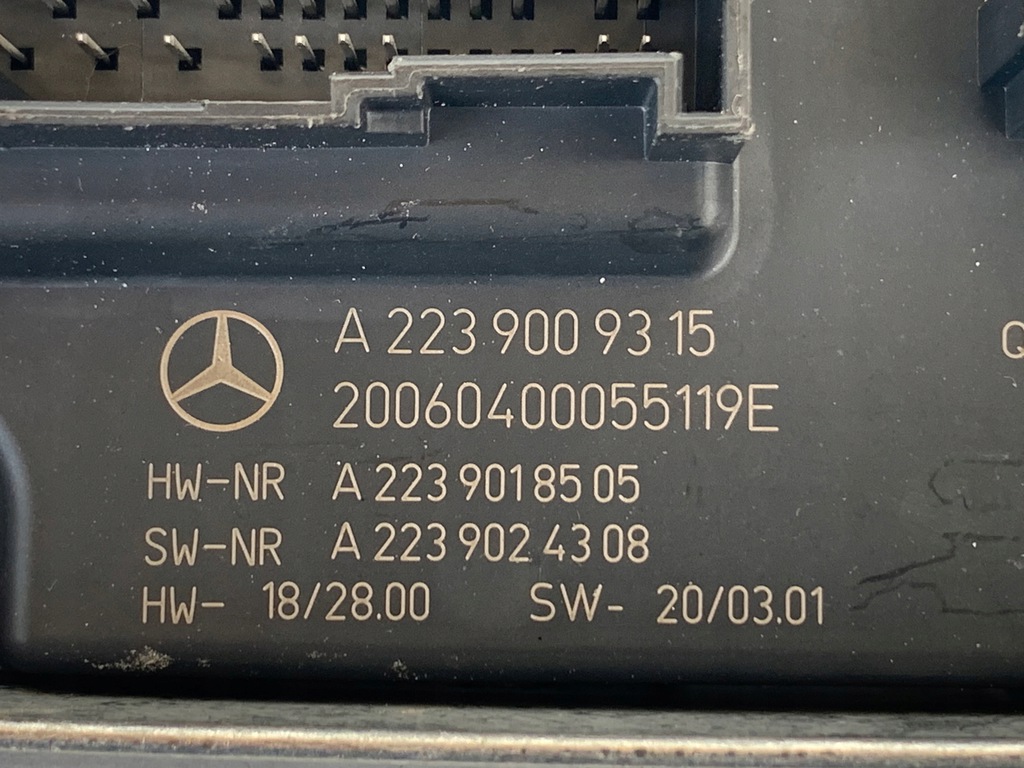 A 223 900 93 15
20060400055119E
HW-NR A 223 901 85 05
SW-NR A 223 902 43 08
HW- 18/28.00 SW- 20/03.01
Q